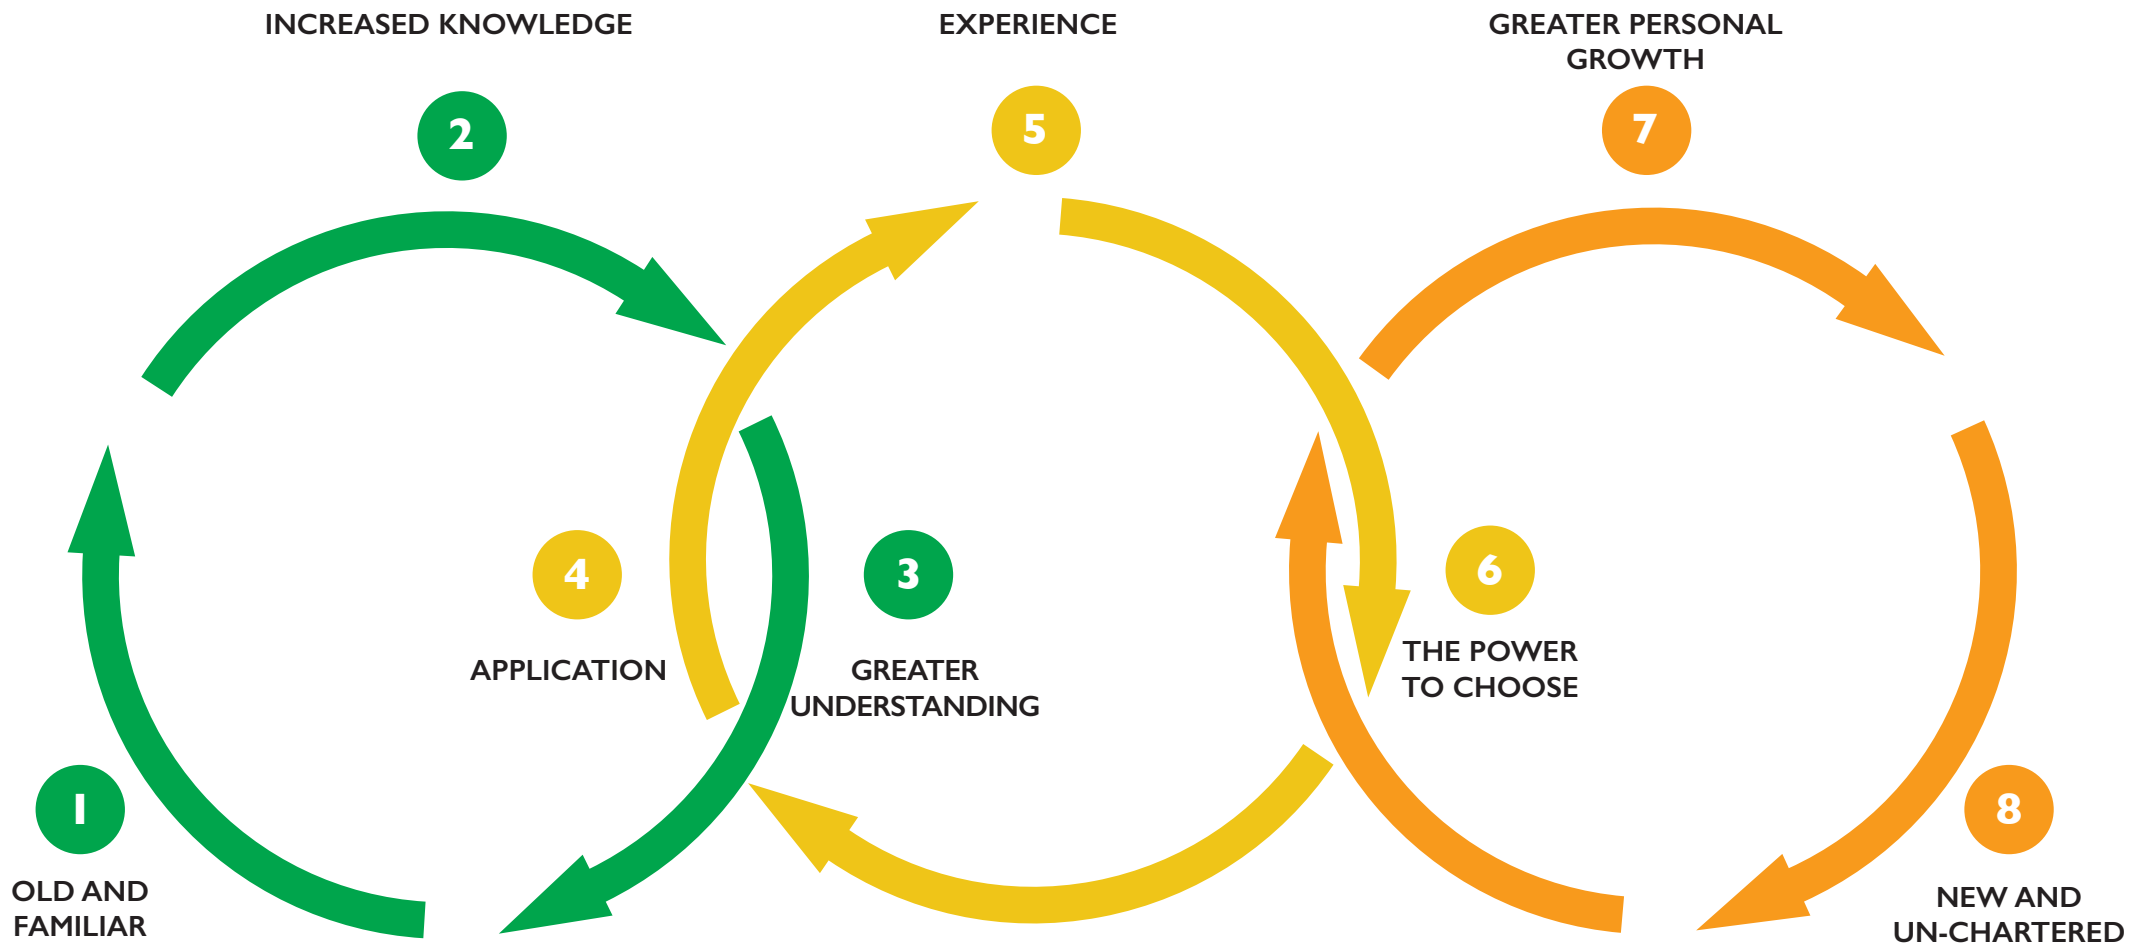 INCREASED KNOWLEDGE
2
EXPERIENCE
5
GREATER PERSONAL
GROWTH
7
4
APPLICATION
3
GREATER
UNDERSTANDING
6
THE POWER
TO CHOOSE
1
OLD AND
FAMILIAR
8
NEW AND
UN-CHARTERED